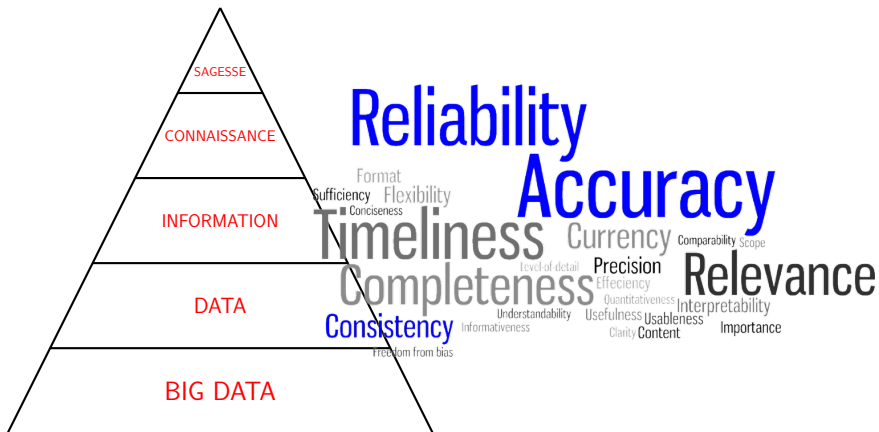 SAGESSE
CONNAISSANCE
INFORMATION
DATA
BIG DATA
Reliability
Accuracy
Format
Sufficiency Flexibility
Conciseness
Timeliness Currency Comparability Scope
Level-of-detail Precision Relevance
Completeness Effeciency
Quantitativeness Interpretability
Understandability Usefulness Usableness
Consistency Informativeness Clarity Content Importance
Freedom from bias